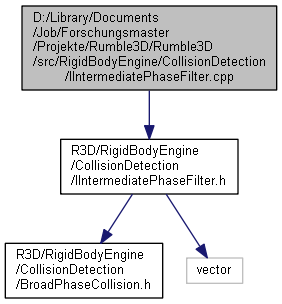 D:/Library/Documents
/Job/Forschungsmaster
/Projekte/Rumble3D/Rumble3D
/src/RigidBodyEngine/CollisionDetection
/IIntermediatePhaseFilter.cpp
R3D/RigidBodyEngine
/CollisionDetection
/IIntermediatePhaseFilter.h
R3D/RigidBodyEngine
/CollisionDetection
/BroadPhaseCollision.h
vector